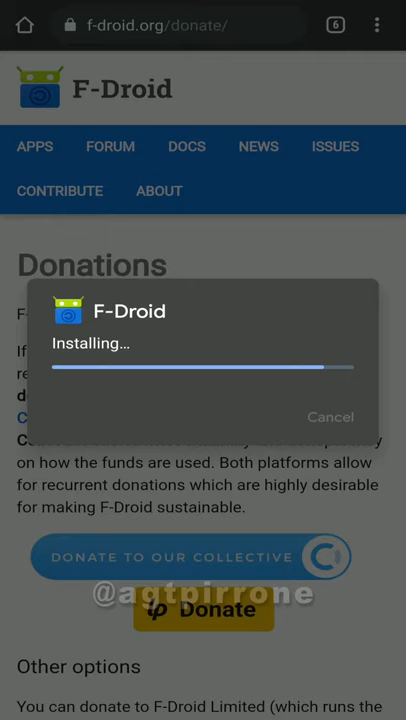 f-droid.org/donate/
6
F-Droid
APPS
FORUM
DOCS
NEWS
ISSUES
CONTRIBUTE
ABOUT
Donations
F-Droid
Installing...
Cancel
on how the funds are used. Both platforms allow
for recurrent donations which are highly desirable
for making F-Droid sustainable.
DONATE TO OUR COLLECTIVE
@agtpirrone
Donate
Other options
You can donate to F-Droid Limited (which runs the